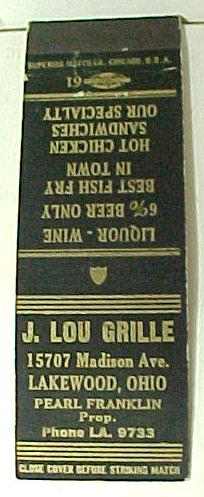 SUPERIOR MATCH CO. CHICAGO, U.S.A.
19
LIQUOR - WINE
6% BEER ONLY
BEST FISH FRY
IN TOWN
HOT CHICKEN
SANDWICHES
OUR SPECIALTY
J. LOU GRILLE
15707 Madison Ave.
LAKEWOOD, OHIO
PEARL FRANKLIN
Prop.
Phone LA. 9733
CLOSE COVER BEFORE STRIKING MATCH